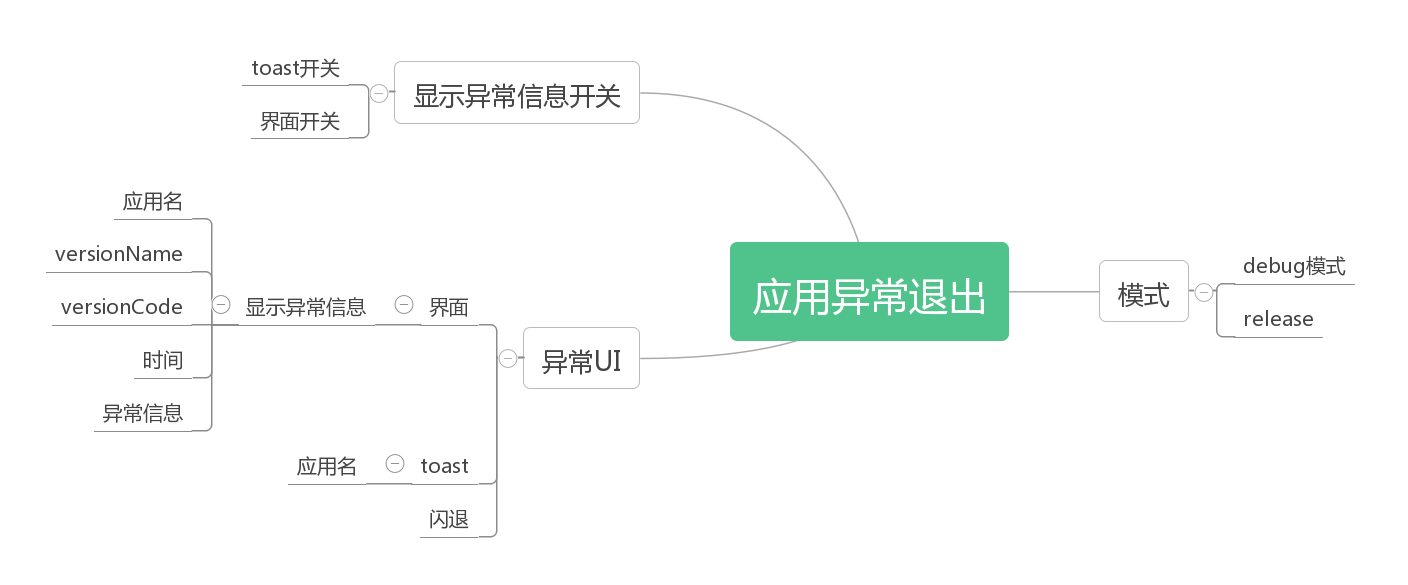 toast开关
显示异常信息开关
界面开关
应用名
versionName
versionCode
时间
异常信息
显示异常信息
界面
应用名
toast
闪退
异常UI
应用异常退出
模式
debug模式
release